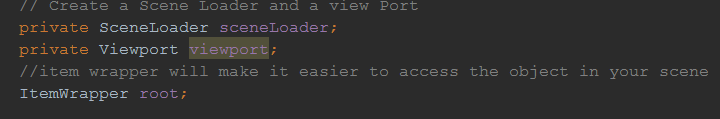 // Create a Scene Loader and a view Port
private SceneLoader sceneLoader;
private Viewport viewport;
//item wrapper will make it easier to access the object in your scene
ItemWrapper root;